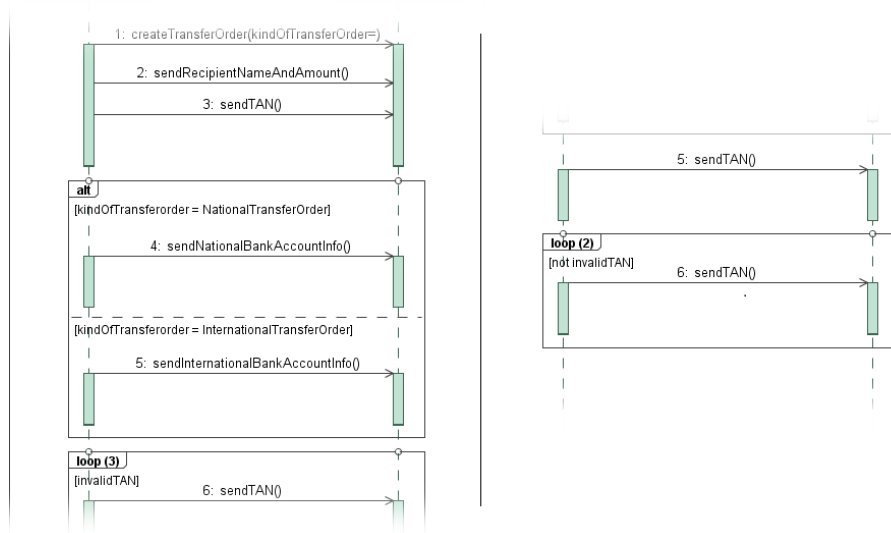 1: createTransferOrder(kindOfTransferOrder=)
2: sendRecipientNameAndAmount()
3: sendTAN()
alt
[kindOfTransferorder = NationalTransferOrder]
4: sendNationalBankAccountInfo()
[kindOfTransferorder = InternationalTransferOrder]
5: sendInternationalBankAccountInfo()
loop (3)
[invalidTAN]
6: sendTAN()
5: sendTAN()
loop (2)
[not invalidTAN]
6: sendTAN()